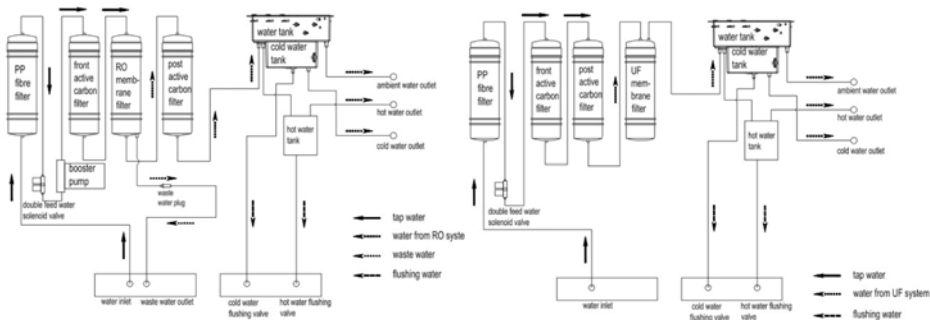 PP
fibre
filter
front
active
carbon
filter
RO
mem-
brane
filter
post
active
carbon
filter
water tank
cold water
tank
ambient water outlet
hot water outlet
cold water outlet
hot water
tank
booster
pump
double feed water
solenoid valve
waste
water plug
tap water
water from RO syste
waste water
flushing water
water inlet
waste water outlet
cold water
flushing valve
hot water flushing
valve
PP
fibre
filter
front
active
carbon
filter
post
active
carbon
filter
UF
mem-
brane
filter
water tank
cold water
tank
ambient water outlet
hot water outlet
cold water outlet
hot water
tank
double feed water
solenoid valve
tap water
water from UF system
flushing water
water inlet
cold water
flushing valve
hot water flushing
valve